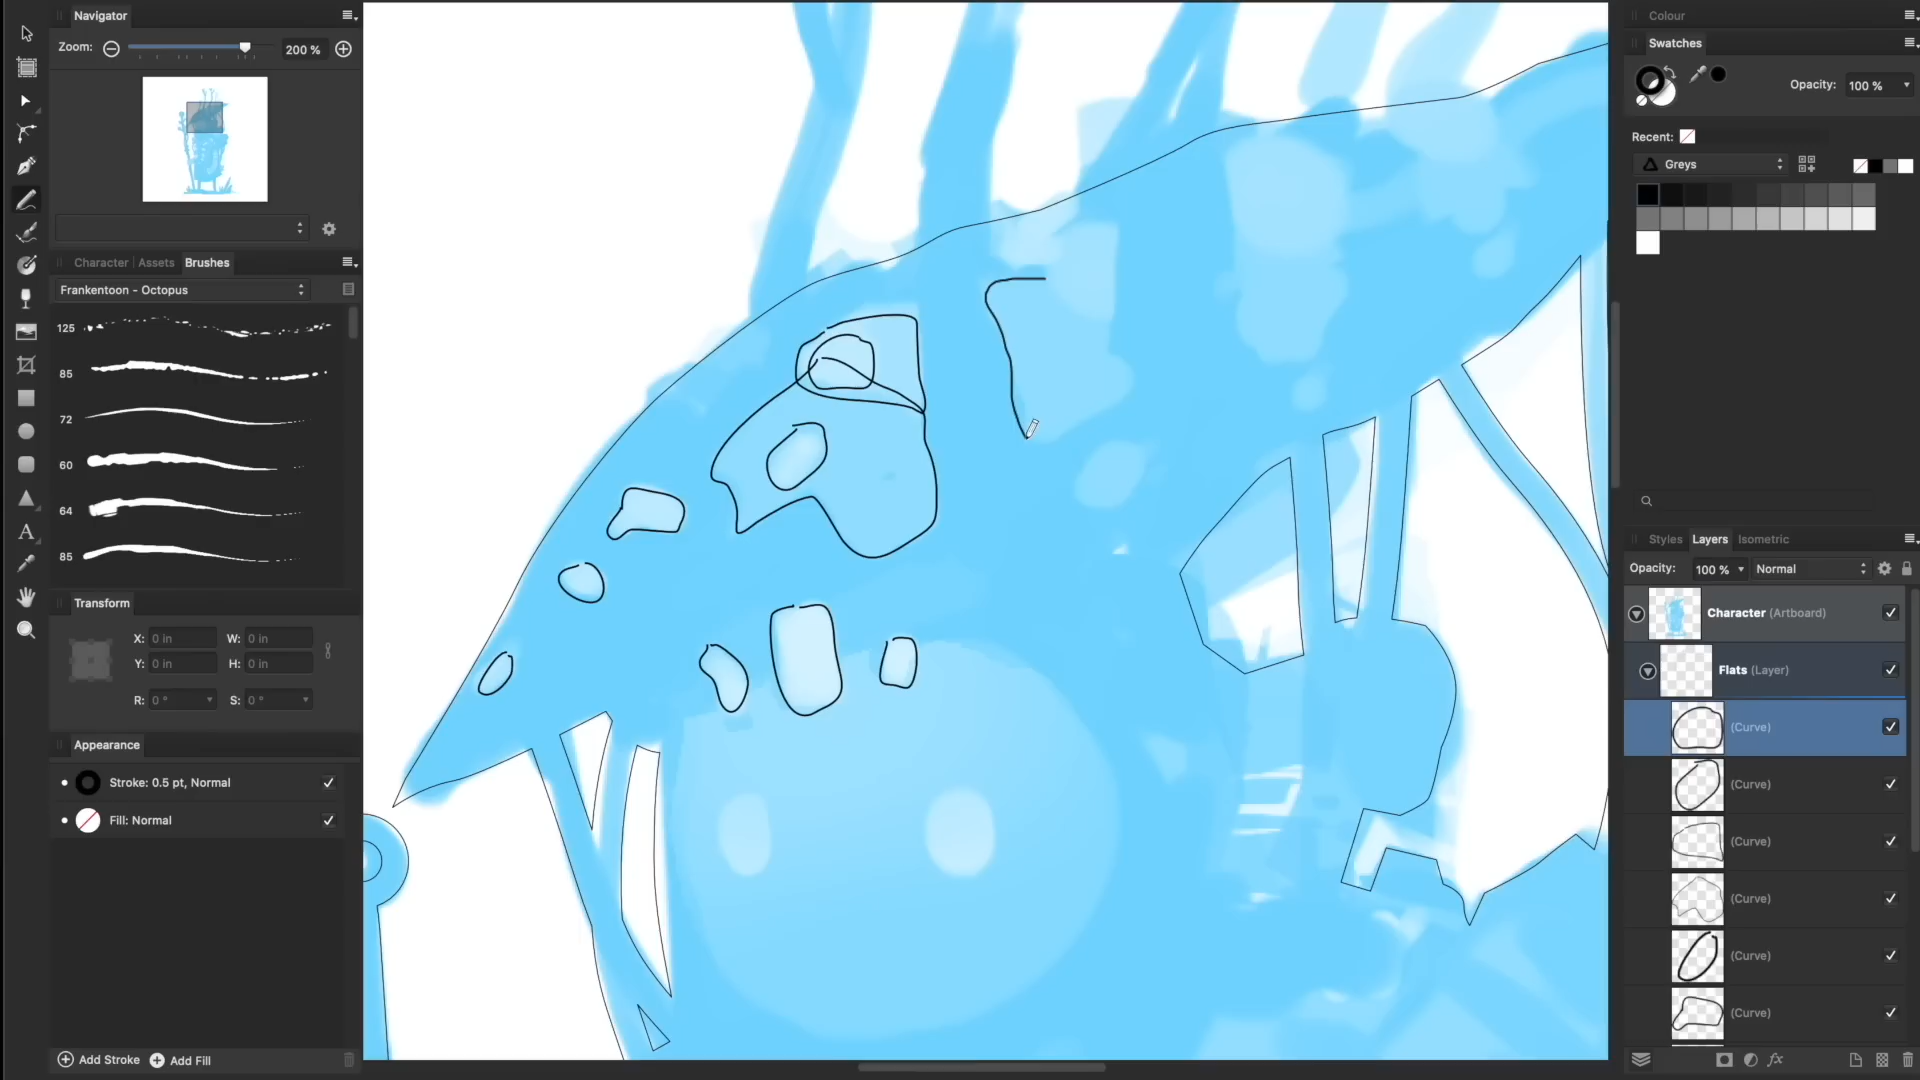 Navigator
Zoom:
200 %
Character
Assets
Brushes
Frankentoon - Octopus
125
85
72
60
64
85
Transform
X: 0 in
W: 0 in
Y: 0 in
H: 0 in
R: 0 °
S: 0 °
Appearance
Stroke: 0.5 pt, Normal
Fill: Normal
Add Stroke
Add Fill
Colour
Swatches
Opacity:
100 %
Recent:
Greys
Styles
Layers
Isometric
Opacity:
100 %
Normal
Character (Artboard)
Flats (Layer)
(Curve)
(Curve)
(Curve)
(Curve)
(Curve)
(Curve)
A
fx